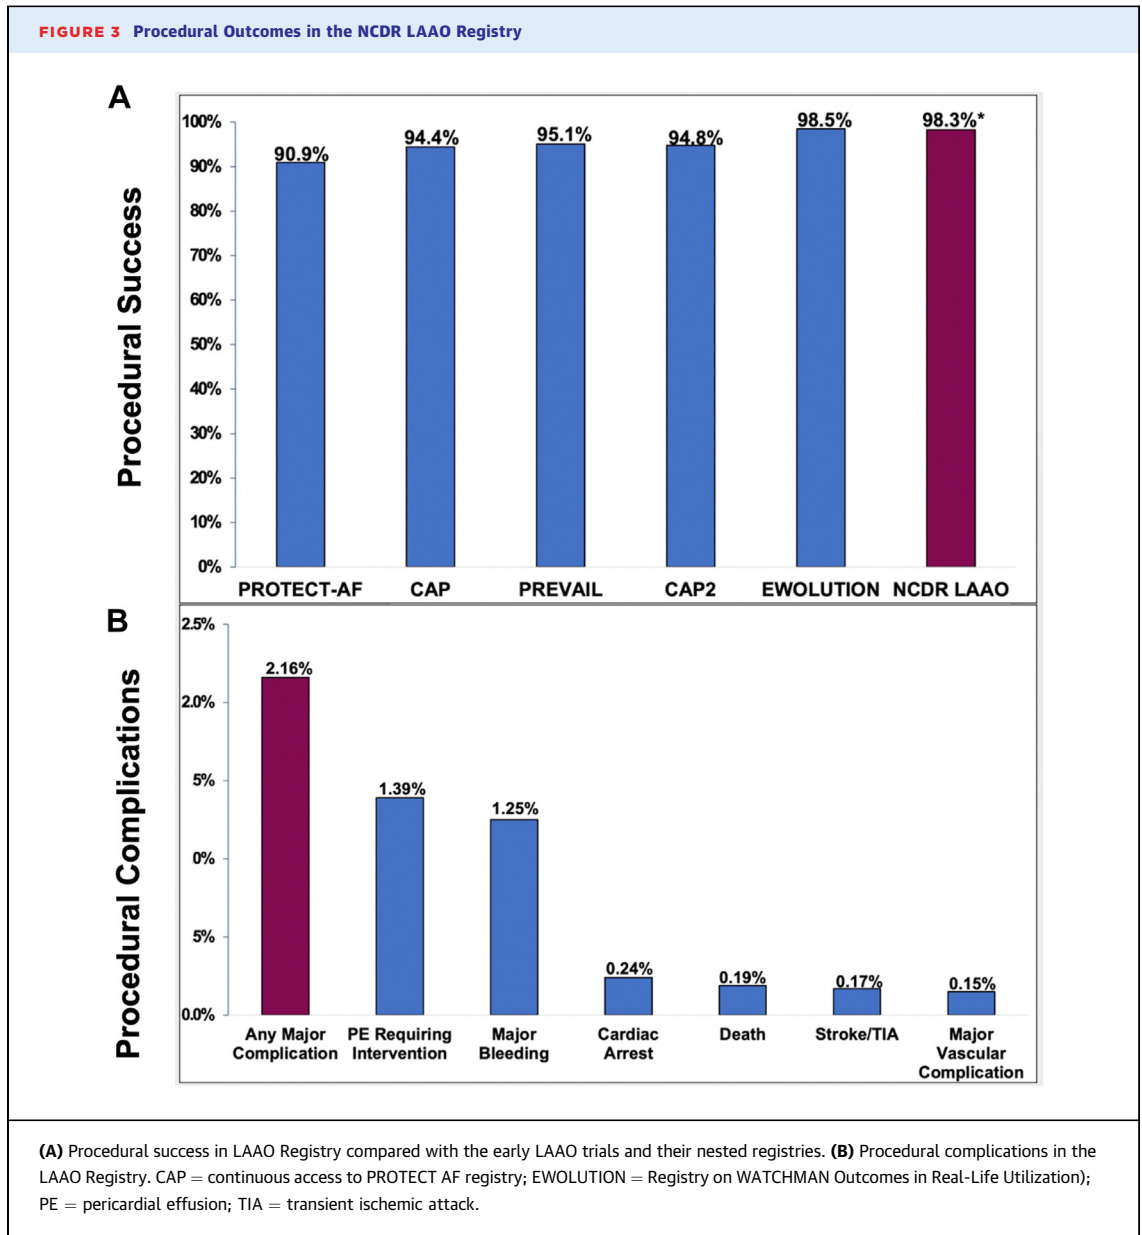 FIGURE 3 Procedural Outcomes in the NCDR LAAO Registry
A
Procedural Success
100%
90%
80%
70%
60%
50%
40%
30%
20%
10%
0%
90.9%
94.4%
95.1%
94.8%
98.5%
98.3%*
PROTECT-AF CAP PREVAIL CAP2 EWOLUTION NCDR LAAO
B
Procedural Complications
2.5%
2.0%
5%
0%
5%
0.0%
2.16%
1.39%
1.25%
0.24%
0.19%
0.17%
0.15%
Any Major
Complication
PE Requiring
Intervention
Major
Bleeding
Cardiac
Arrest
Death
Stroke/TIA
Major
Vascular
Complication
(A) Procedural success in LAAO Registry compared with the early LAAO trials and their nested registries. (B) Procedural complications in the
LAAO Registry. CAP = continuous access to PROTECT AF registry; EWOLUTION = Registry on WATCHMAN Outcomes in Real-Life Utilization);
PE = pericardial effusion; TIA = transient ischemic attack.